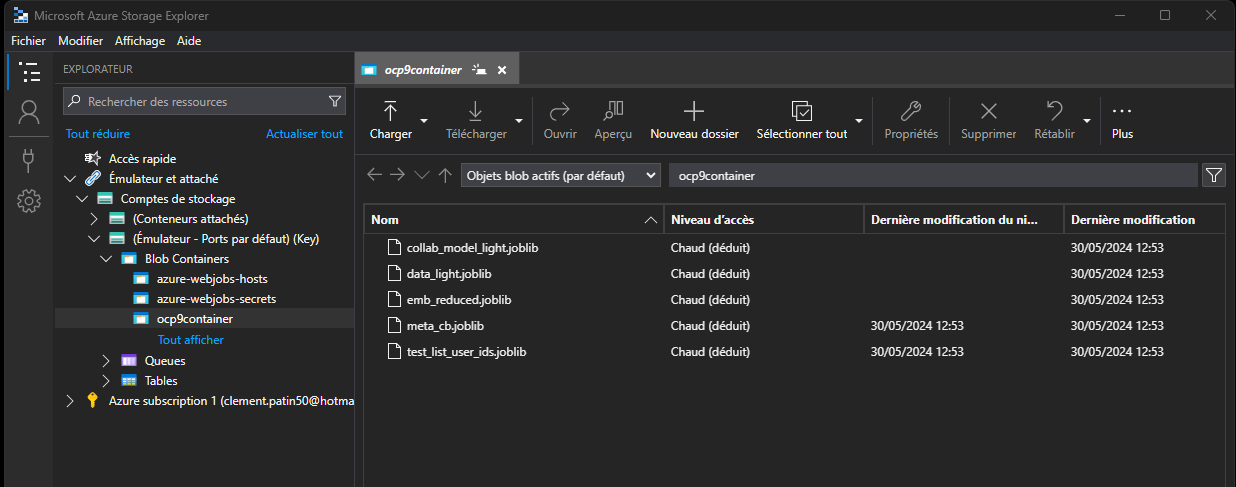 Microsoft Azure Storage Explorer
Fichier Modifier Affichage Aide
EXPLORATEUR
Rechercher des ressources
Tout réduire Actualiser tout
Accès rapide
Émulateur et attaché
Comptes de stockage
(Conteneurs attachés)
(Émulateur - Ports par défaut) (Key)
Blob Containers
azure-webjobs-hosts
azure-webjobs-secrets
ocp9container
Tout afficher
Queues
Tables
Azure subscription 1 (clement.patin50@hotma
ocp9container
Charger Télécharger Ouvrir Aperçu Nouveau dossier Sélectionner tout Propriétés Supprimer Rétablir Plus
Objets blob actifs (par défaut) ocp9container
Nom Niveau d'accès Dernière modification du ni... Dernière modification
collab_model_light.joblib Chaud (déduit) 30/05/2024 12:53
data_light.joblib Chaud (déduit) 30/05/2024 12:53
emb_reduced.joblib Chaud (déduit) 30/05/2024 12:53
meta_cb.joblib Chaud (déduit) 30/05/2024 12:53 30/05/2024 12:53
test_list_user_ids.joblib Chaud (déduit) 30/05/2024 12:53 30/05/2024 12:53